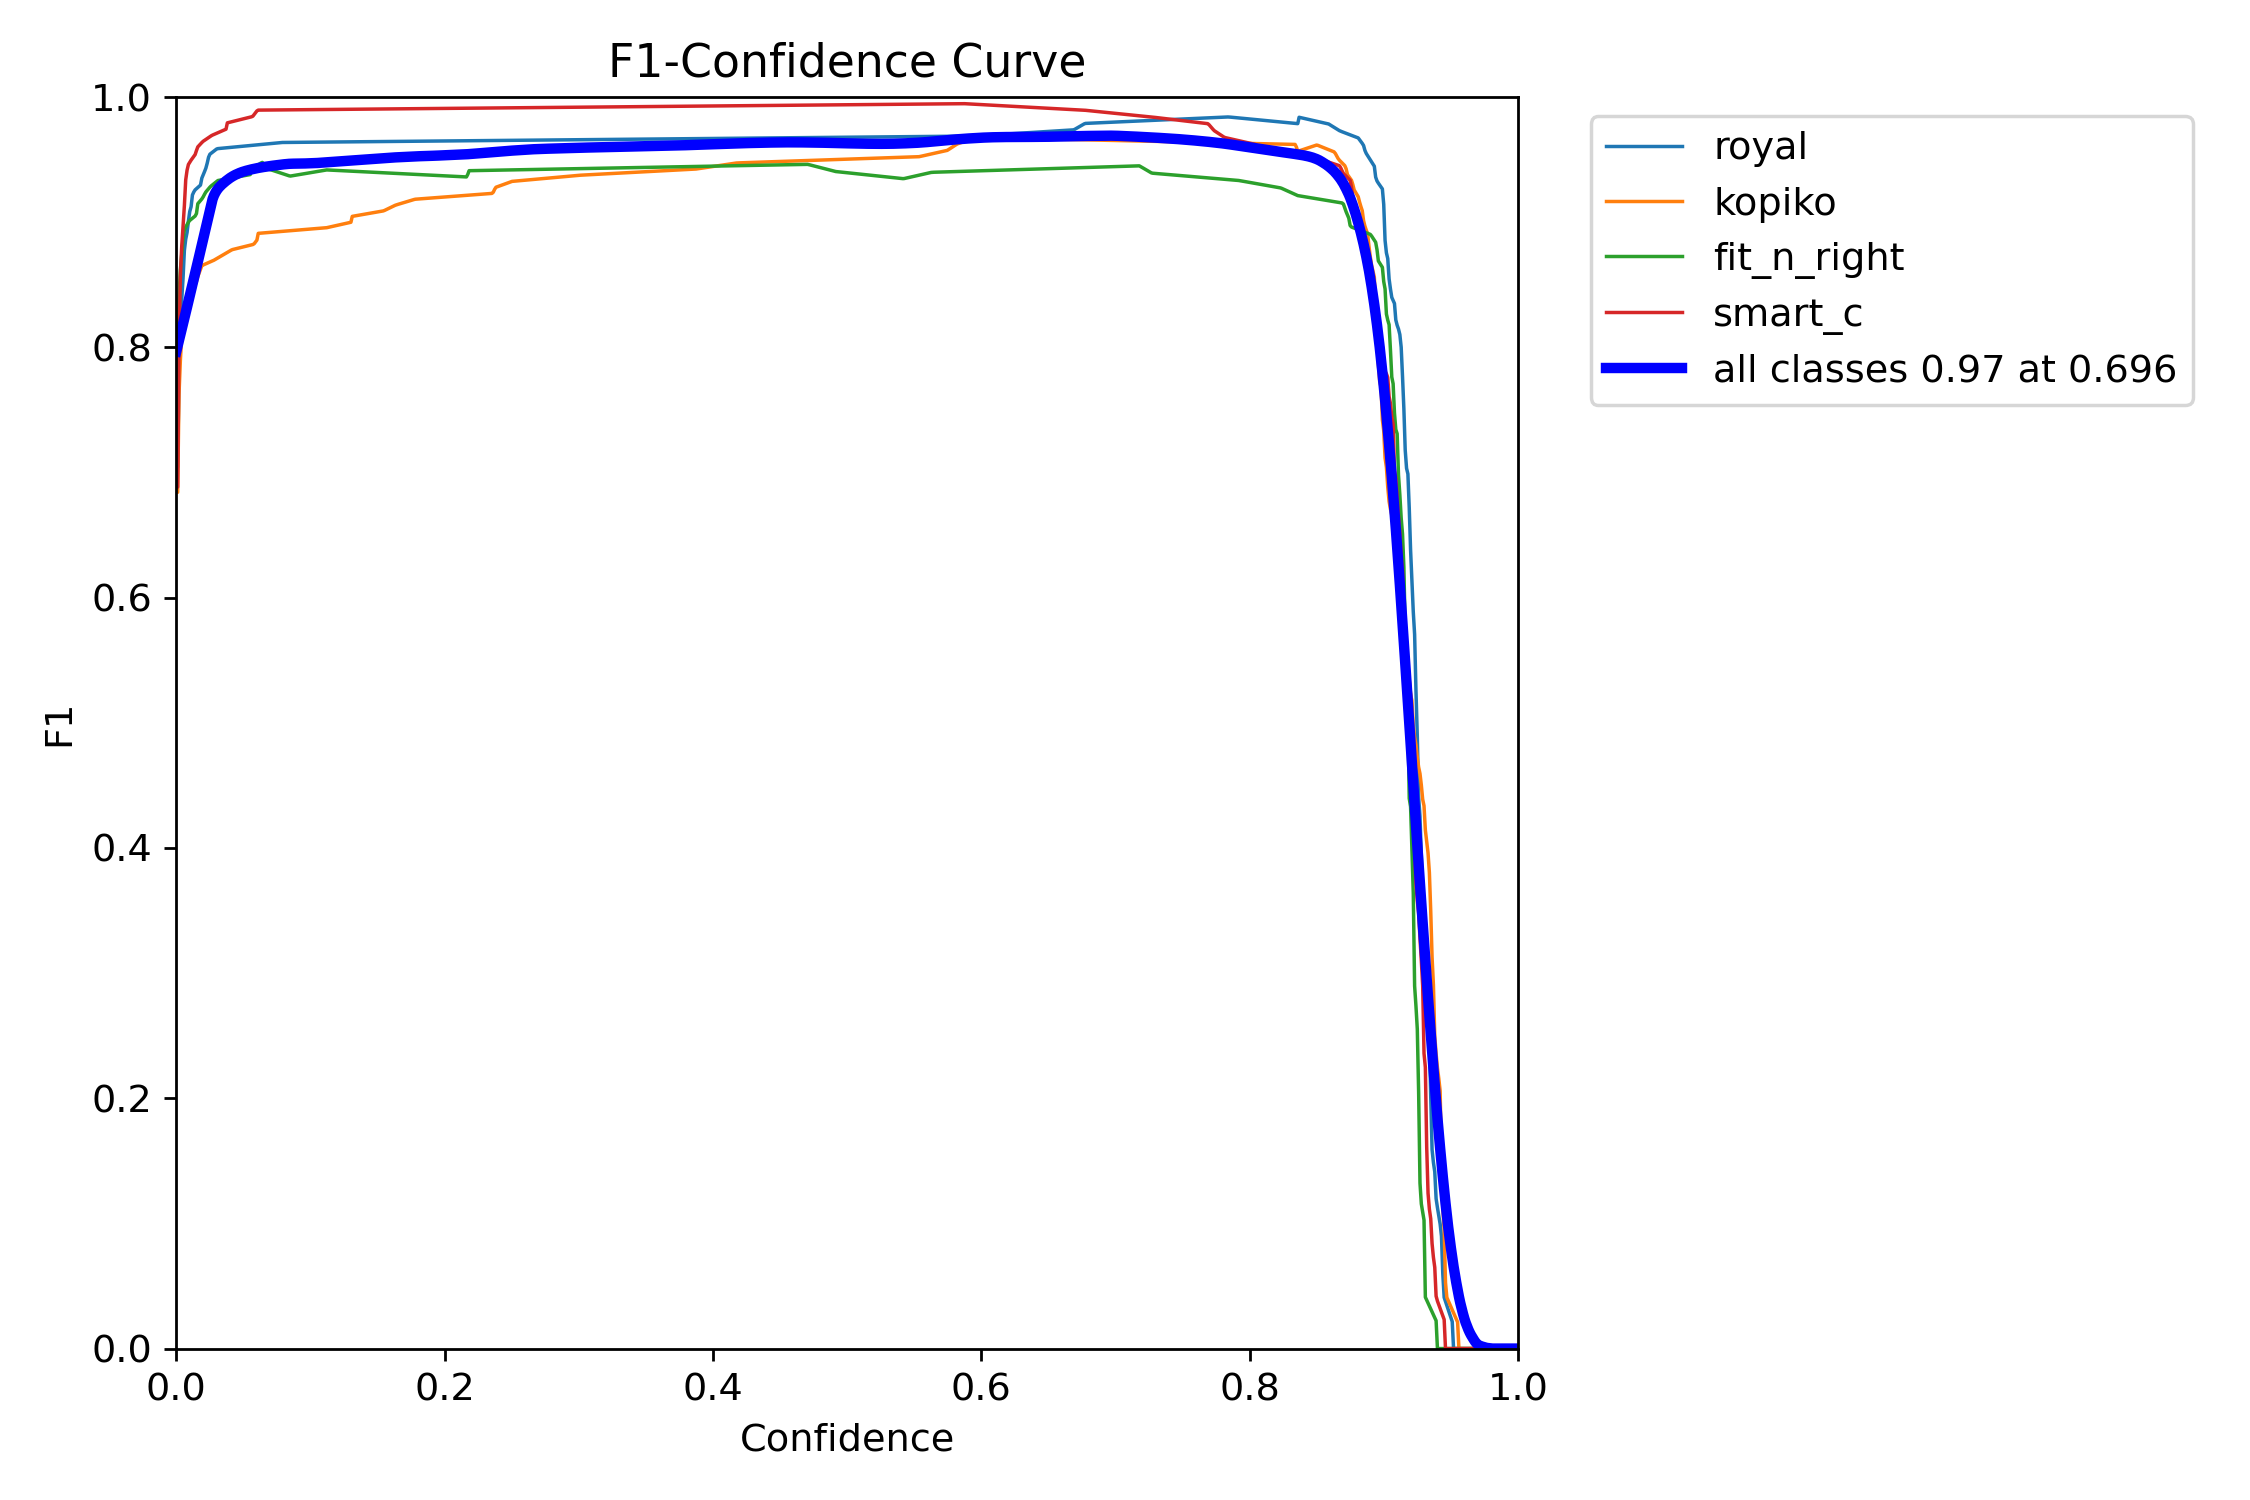 F1-Confidence Curve
1.0
0.8
0.6
0.4
0.2
0.0
F1
0.0 0.2 0.4 0.6 0.8 1.0
Confidence
royal
kopiko
fit_n_right
smart_c
all classes 0.97 at 0.696